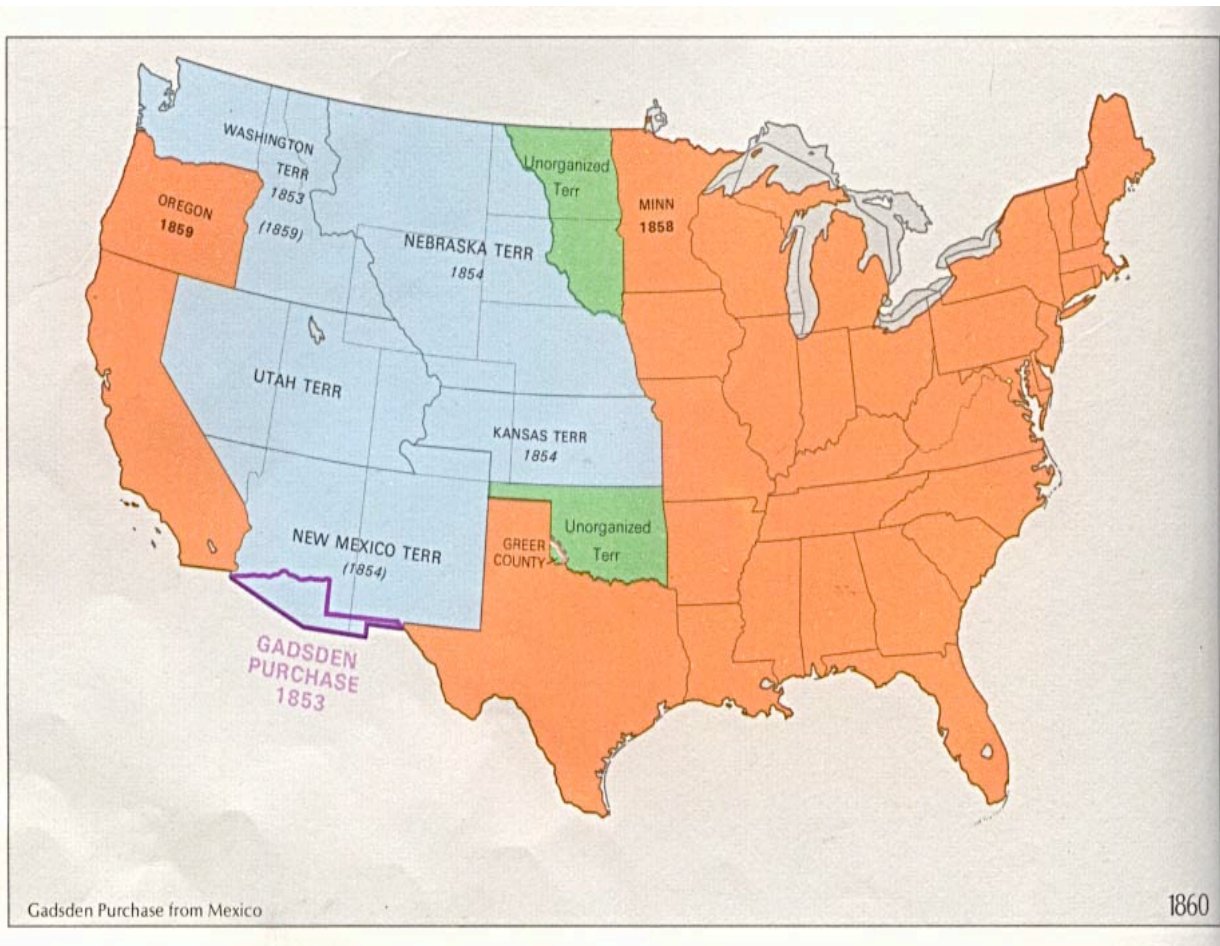 WASHINGTON
TERR
1853
(1859)
OREGON
1859
NEBRASKA TERR
1854
Unorganized
Terr
MINN
1858
UTAH TERR
KANSAS TERR
1854
NEW MEXICO TERR
(1854)
GREER
COUNTY
Unorganized
Terr
GADSDEN
PURCHASE
1853
Gadsden Purchase from Mexico
1860